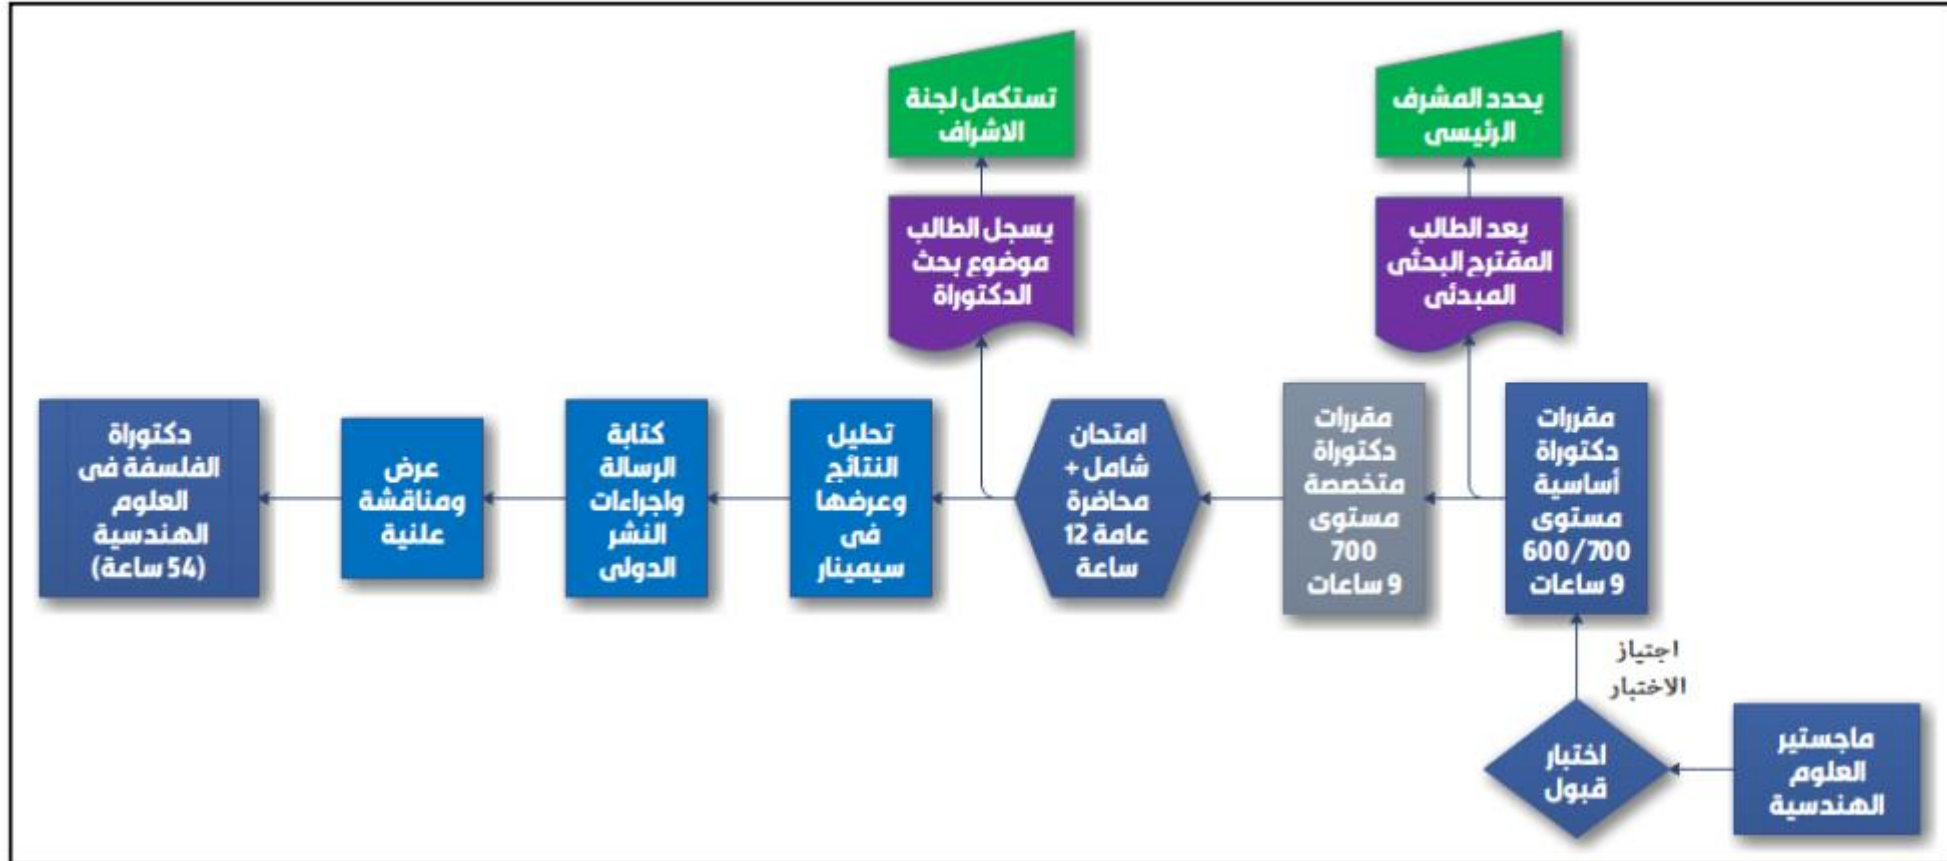 يحدد المشرف
الرئيسى
تستكمل لجنة
الاشراف
يعد الطالب
المقترح البحثى
المبدئى
يسجل الطالب
موضوع بحث
الدكتوراة
مقررات
دكتوراة
أساسية
مستوى
600/700
9 ساعات
مقررات
دكتوراة
متخصصة
مستوى
700
9 ساعات
امتحان
شامل +
محاضرة
عامة 12
ساعة
تحليل
النتائج
وعرضها
فى
سيمينار
كتابة
الرسالة
واجراءات
النشر
الدولى
عرض
ومناقشة
علنية
دكتوراة
الفلسفة فى
العلوم
الهندسية
(54 ساعة)
اجتياز
الاختبار
ماجستير
العلوم
الهندسية
اختبار
قبول